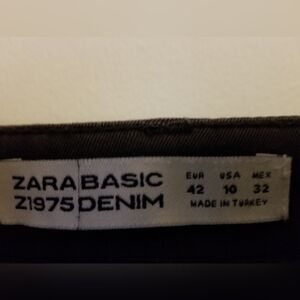 ZARA BASIC
Z1975 DENIM
EUR USA MEX
42 10 32
MADE IN TURKEY